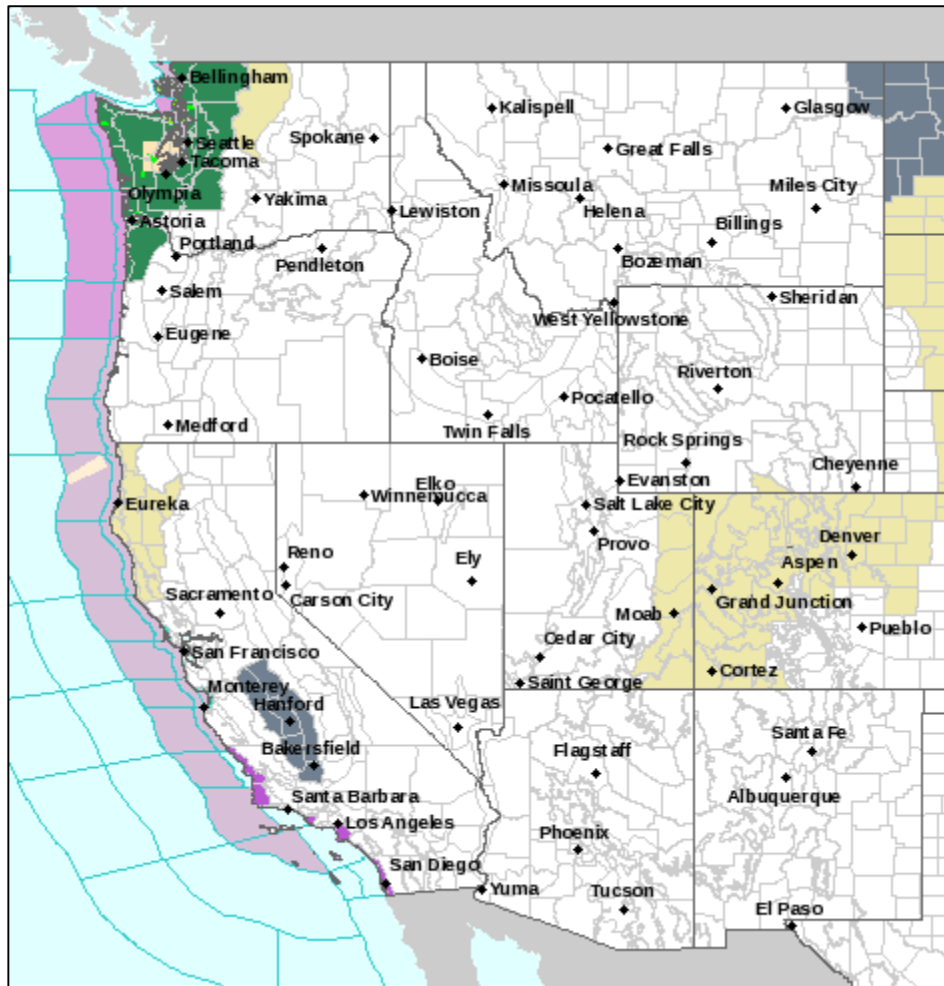 Bellingham
Kalispell
Glasgow
Seattle
Spokane
Great Falls
Tacoma
Olympia
Missoula
Miles City
Yakima
Lewiston
Helena
Astoria
Billings
Portland
Pendleton
Bozeman
Salem
Sheridan
West Yellowstone
Eugene
Boise
Riverton
Pocatello
Medford
Twin Falls
Rock Springs
Cheyenne
Elko
Evanston
Winnemucca
Eureka
Salt Lake City
Provo
Denver
Reno
Ely
Aspen
Sacramento
Carson City
Grand Junction
Moab
Pueblo
Cedar City
San Francisco
Cortez
Saint George
Monterey
Hanford
Las Vegas
Santa Fe
Bakersfield
Flagstaff
Albuquerque
Santa Barbara
Los Angeles
Phoenix
San Diego
Yuma
Tucson
El Paso